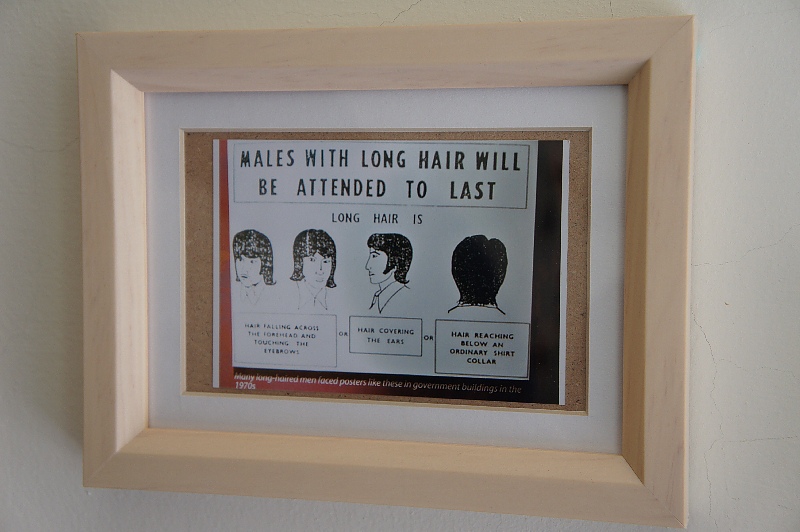 MALES WITH LONG HAIR WILL
BE ATTENDED TO LAST
LONG HAIR IS
HAIR FALLING ACROSS
THE FOREHEAD AND
TOUCHING THE
EYEBROWS
OR
HAIR COVERING
THE EARS
OR
HAIR REACHING
BELOW AN
ORDINARY SHIRT
COLLAR
Many long-haired men faced posters like these in government buildings in the
1970s